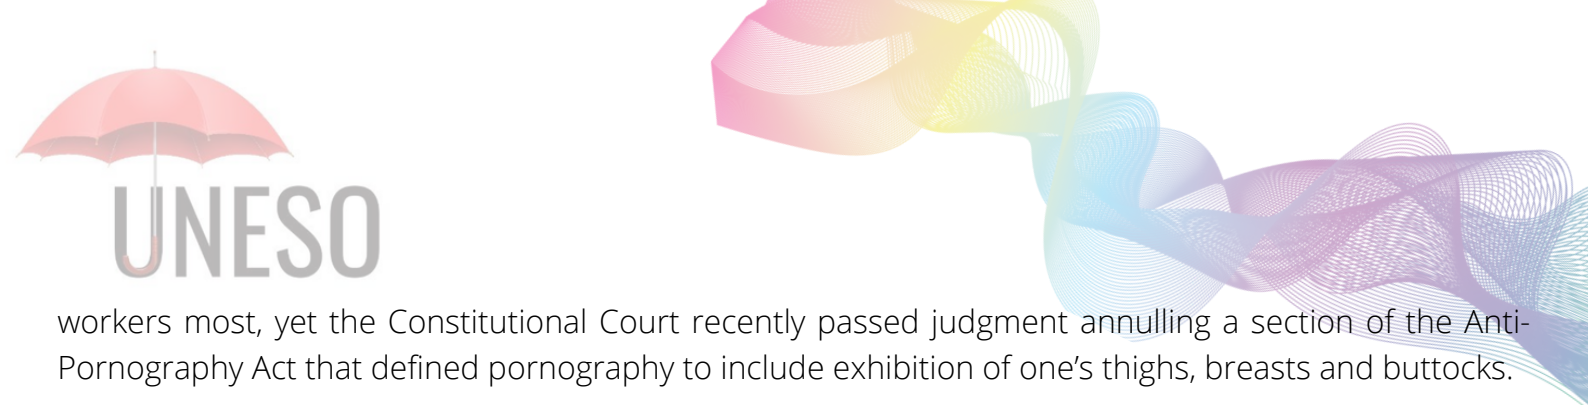 UNESO
workers most, yet the Constitutional Court recently passed judgment annulling a section of the Anti-
Pornography Act that defined pornography to include exhibition of one’s thighs, breasts and buttocks.